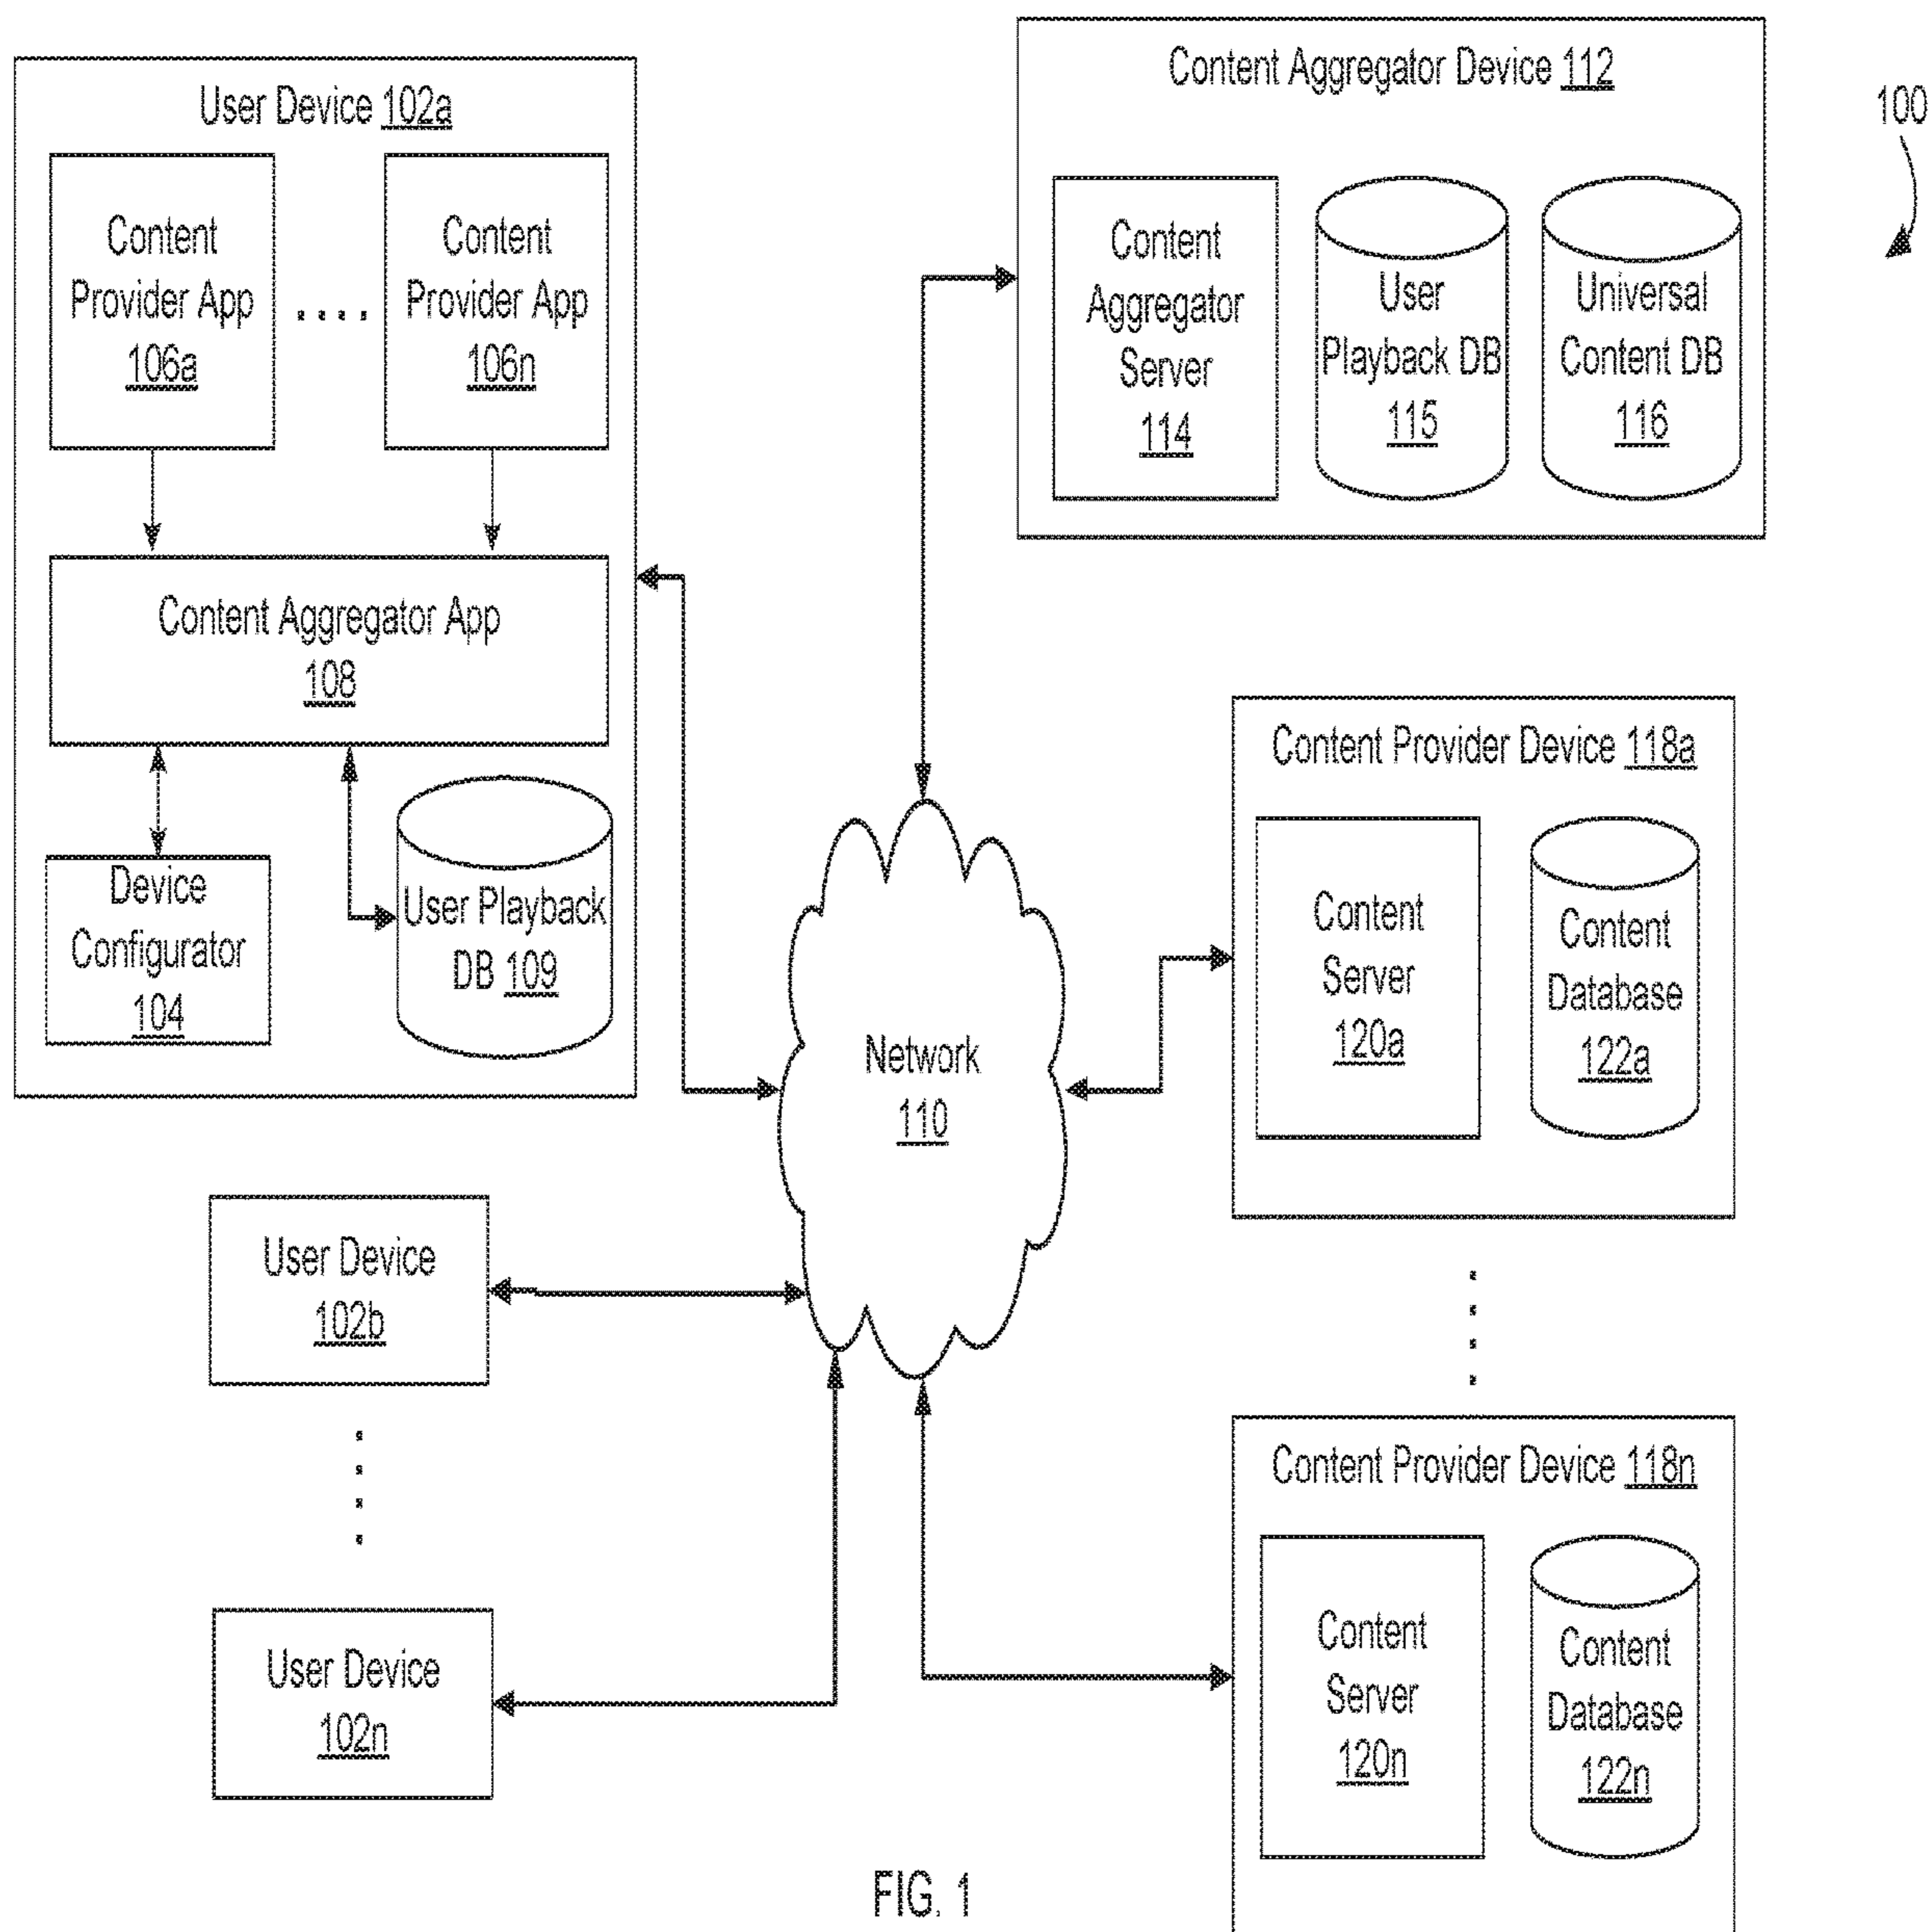 User Device 102a
Content
Provider App
106a
....
Content
Provider App
106n
Content Aggregator App
108
Device
Configurator
104
User Playback
DB 109
User Device
102b
User Device
102n
Network
110
Content Aggregator Device 112
Content
Aggregator
Server
114
User
Playback DB
115
Universal
Content DB
116
100
Content Provider Device 118a
Content
Server
120a
Content
Database
122a
Content Provider Device 118n
Content
Server
120n
Content
Database
122n
FIG. 1